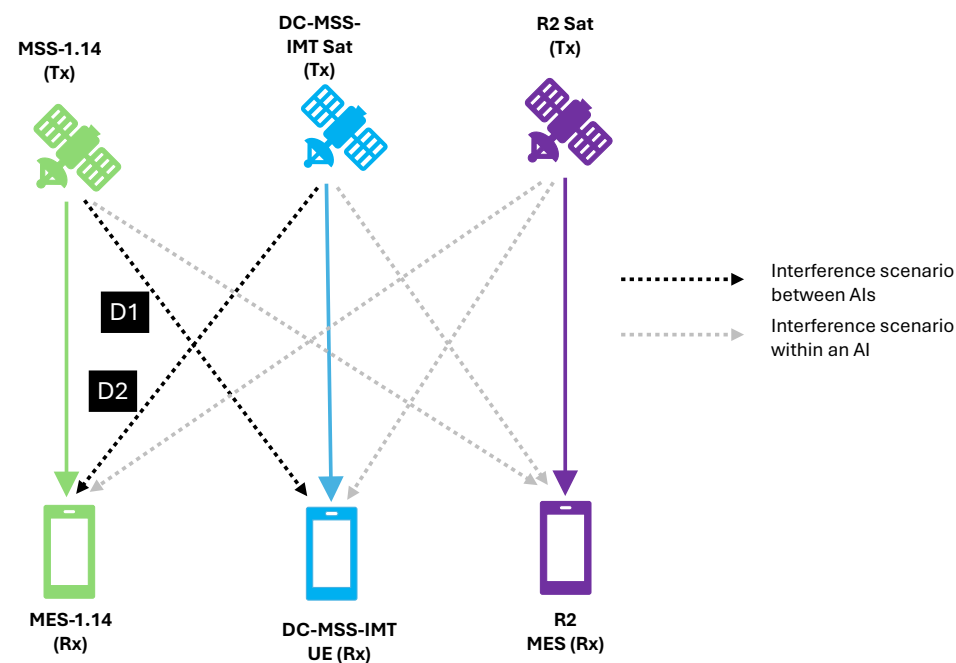 MSS-1.14
(Tx)
DC-MSS-
IMT Sat
(Tx)
R2 Sat
(Tx)
Interference scenario
between AIs
Interference scenario
within an AI
D1
D2
MES-1.14
(Rx)
DC-MSS-IMT
UE (Rx)
R2
MES (Rx)